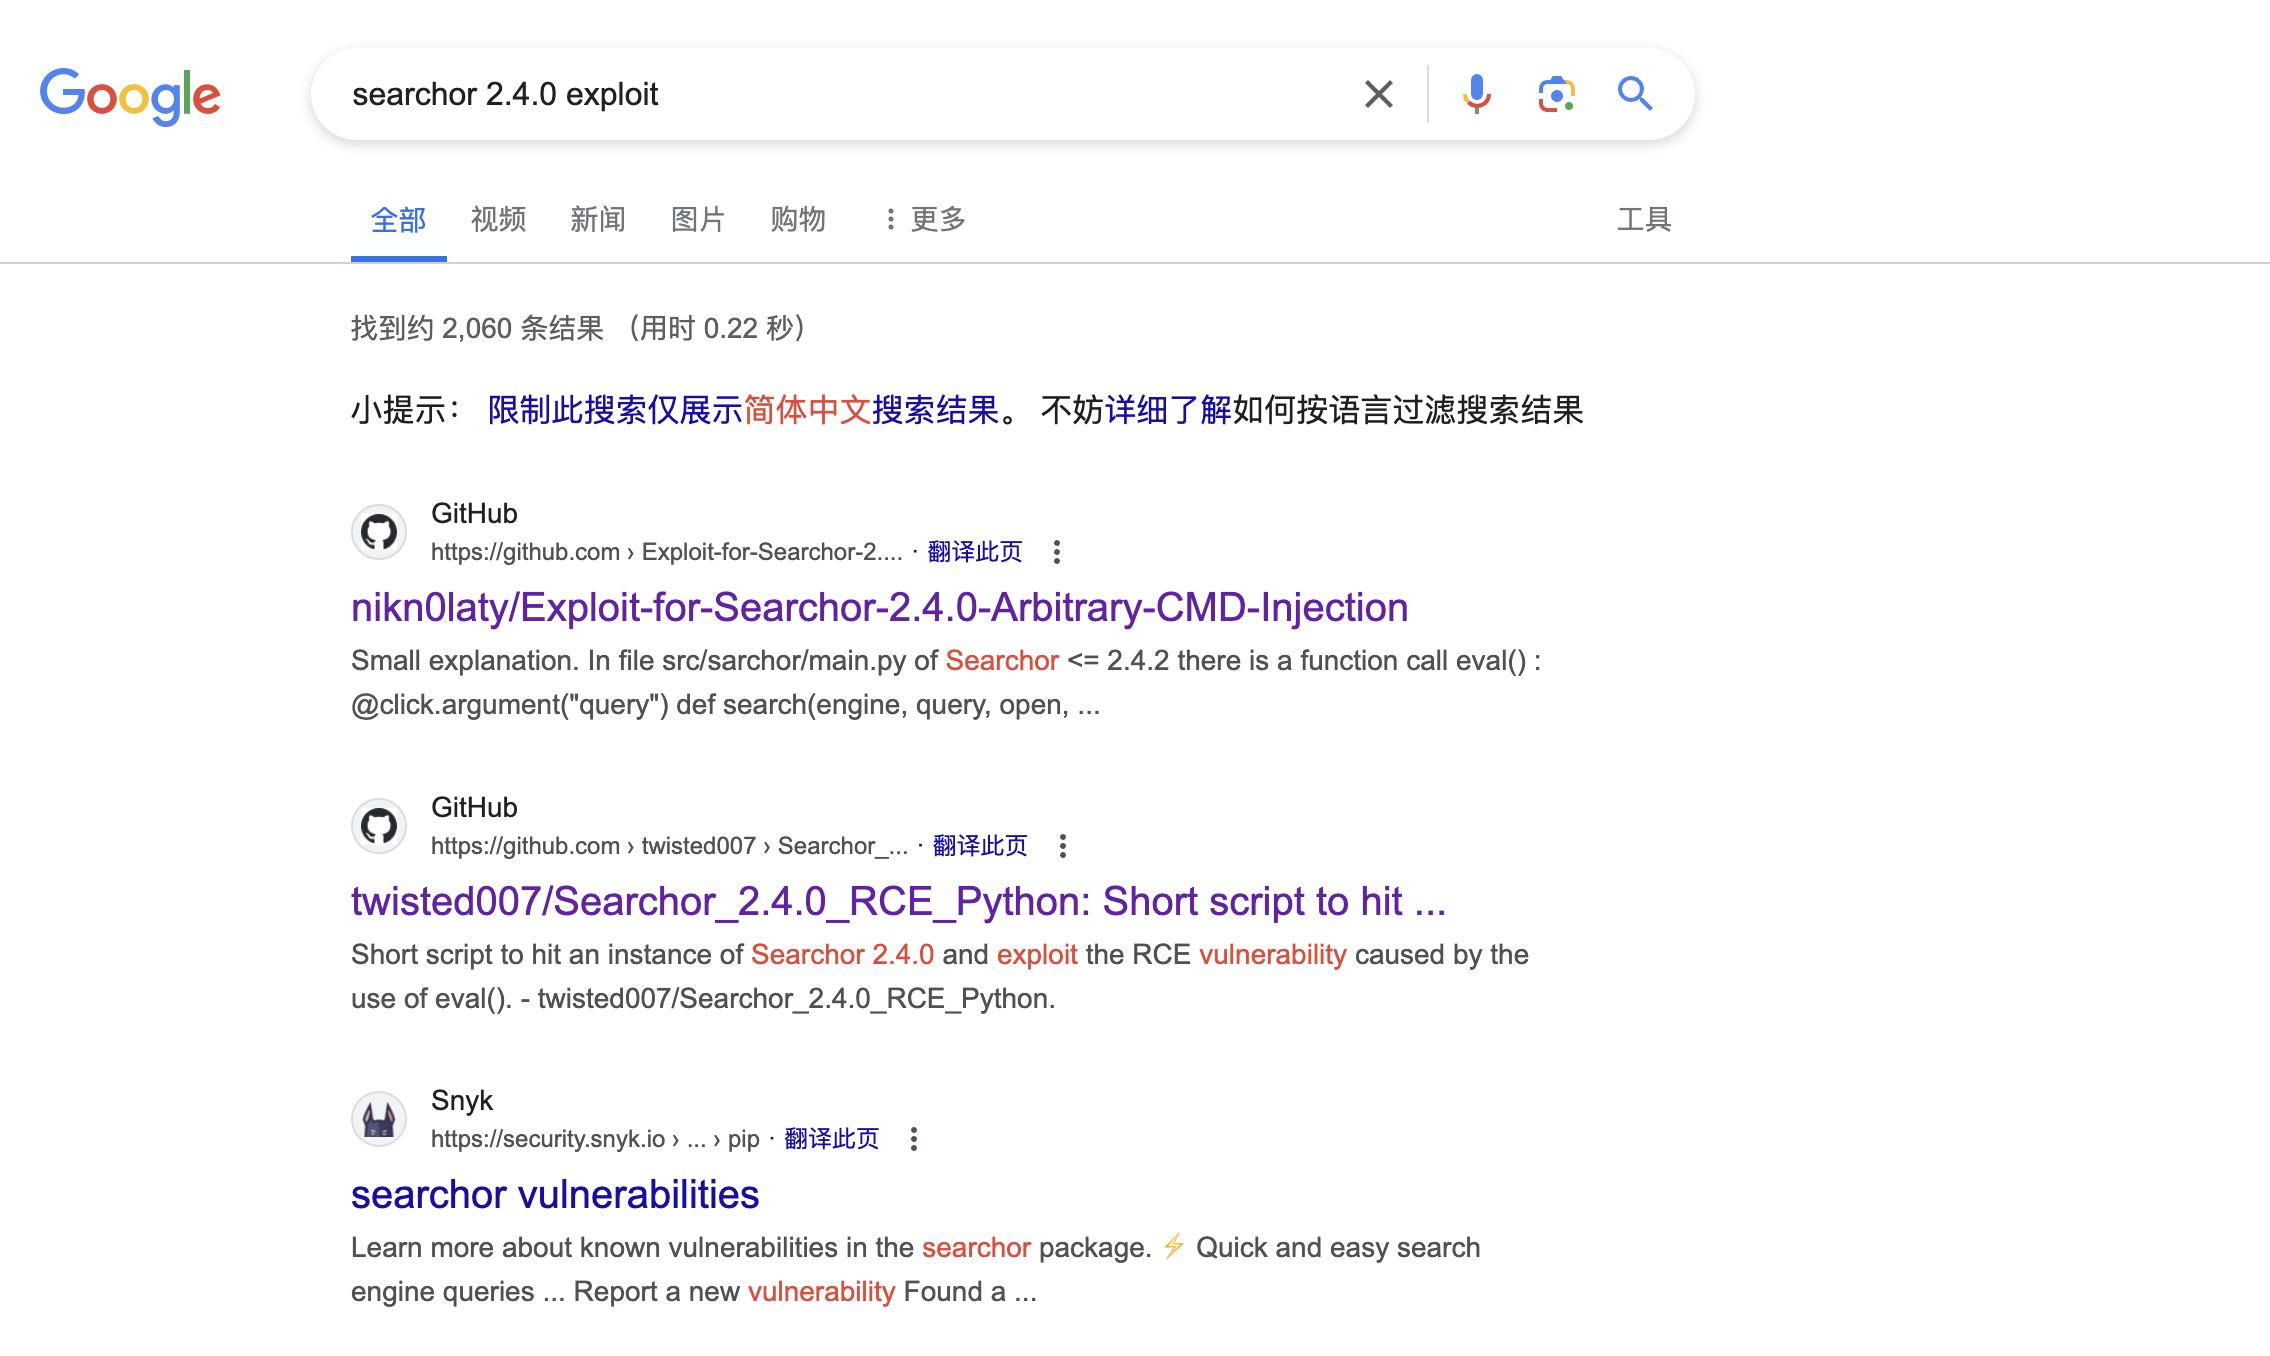 Google
searchor 2.4.0 exploit
全部 视频 新闻 图片 购物 更多 工具
找到约 2,060 条结果 （用时 0.22 秒）
小提示： 限制此搜索仅展示简体中文搜索结果。 不妨详细了解如何按语言过滤搜索结果
GitHub
https://github.com › Exploit-for-Searchor-2.... · 翻译此页
nikn0laty/Exploit-for-Searchor-2.4.0-Arbitrary-CMD-Injection
Small explanation. In file src/sarchor/main.py of Searchor <= 2.4.2 there is a function call eval() :
@click.argument("query") def search(engine, query, open, ...
GitHub
https://github.com › twisted007 › Searchor_... · 翻译此页
twisted007/Searchor_2.4.0_RCE_Python: Short script to hit ...
Short script to hit an instance of Searchor 2.4.0 and exploit the RCE vulnerability caused by the
use of eval(). - twisted007/Searchor_2.4.0_RCE_Python.
Snyk
https://security.snyk.io › ... › pip · 翻译此页
searchor vulnerabilities
Learn more about known vulnerabilities in the searchor package. ⚡ Quick and easy search
engine queries ... Report a new vulnerability Found a ...